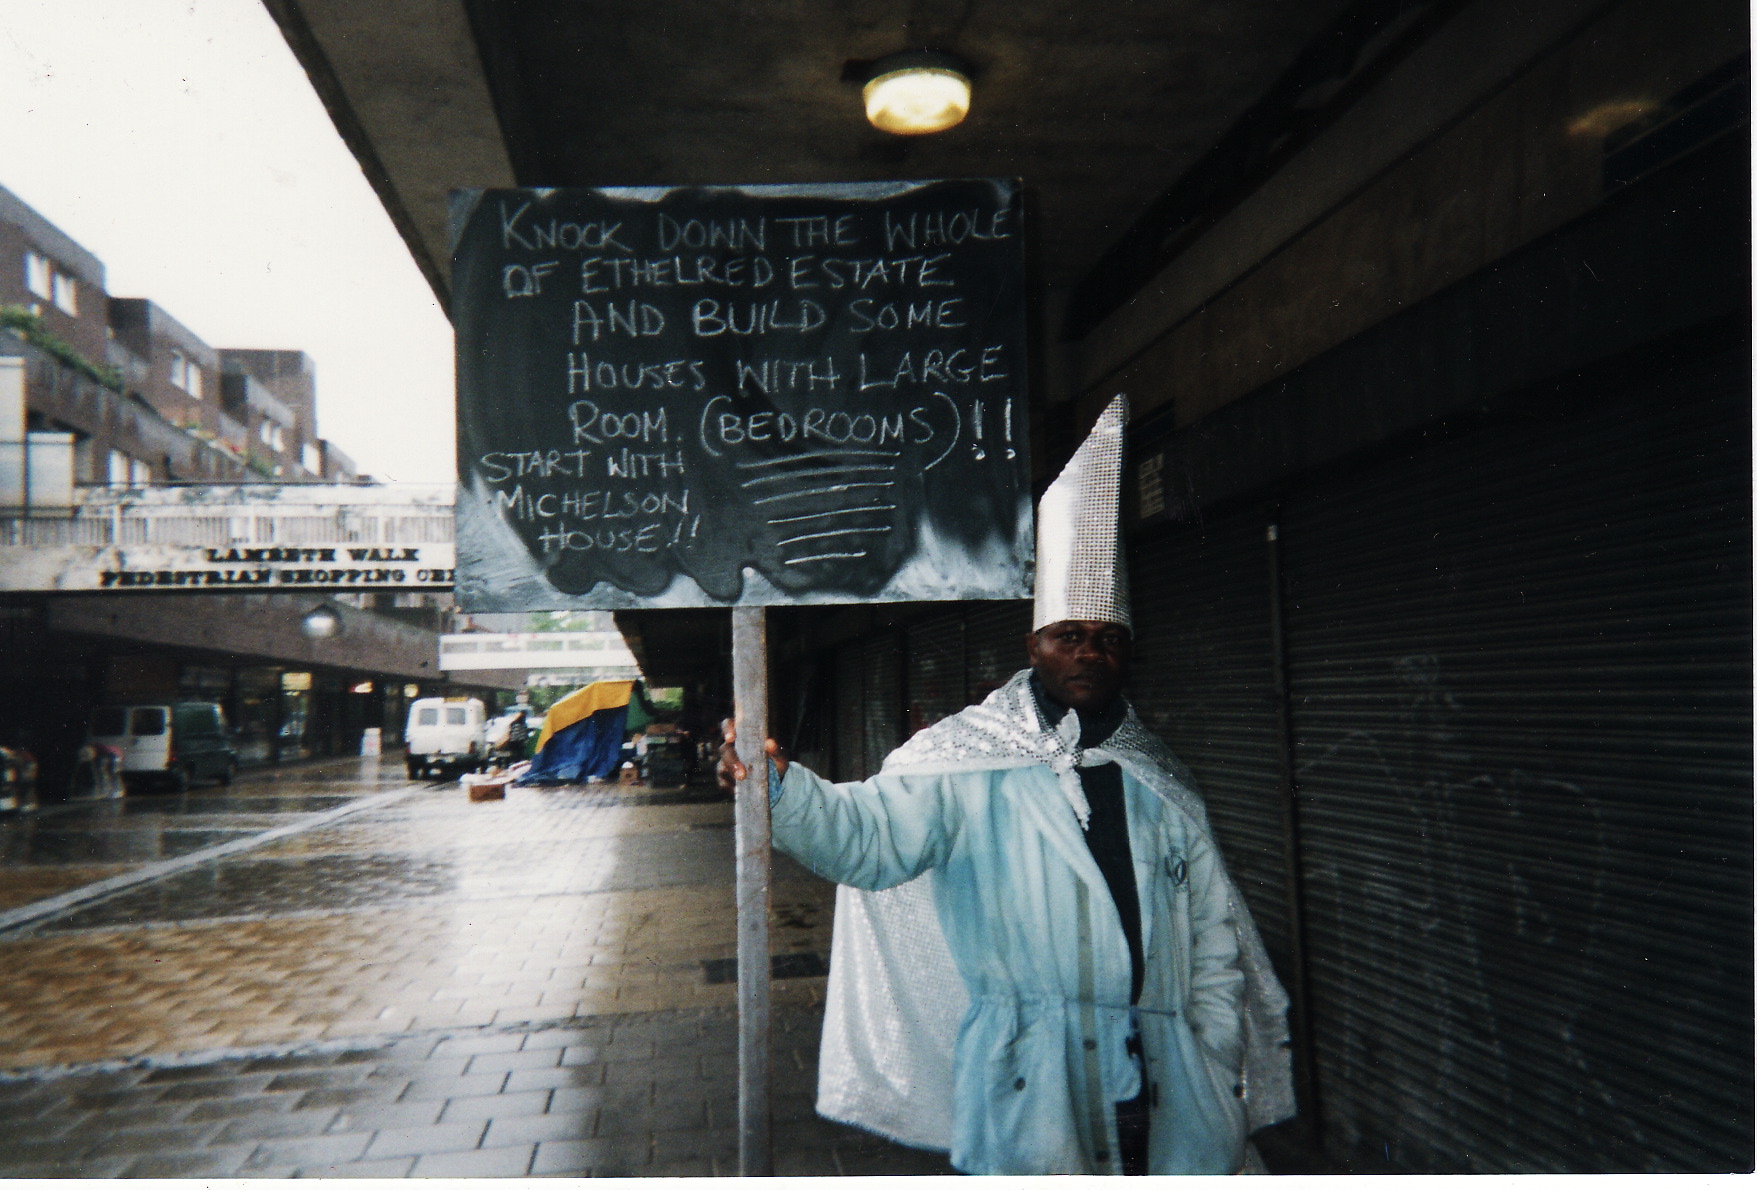 KNOCK DOWN THE WHOLE
OF ETHELRED ESTATE
AND BUILD SOME
HOUSES WITH LARGE
ROOM. (BEDROOMS)!!
START WITH
MICHELSON
HOUSE!!
LAMBETH WALK
PEDESTRIAN SHOPPING CE